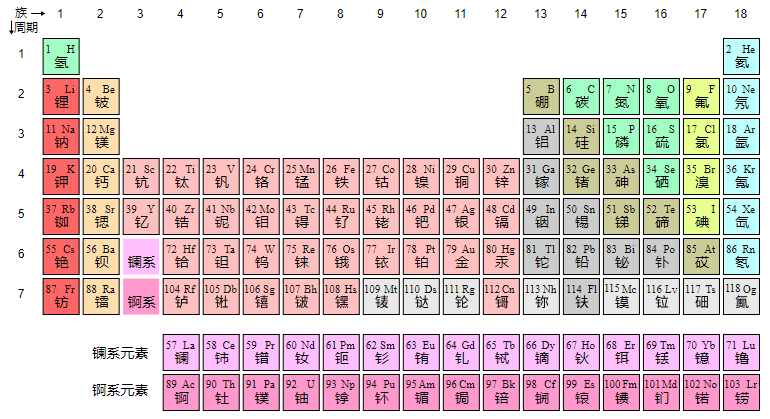 族 → 1 2 3 4 5 6 7 8 9 10 11 12 13 14 15 16 17 18
↓周期
1 1 H 2 He
氢 氦
2 3 Li 4 Be 5 B 6 C 7 N 8 O 9 F 10 Ne
锂 铍 硼 碳 氮 氧 氟 氖
3 11 Na 12 Mg 13 Al 14 Si 15 P 16 S 17 Cl 18 Ar
钠 镁 铝 硅 磷 硫 氯 氩
4 19 K 20 Ca 21 Sc 22 Ti 23 V 24 Cr 25 Mn 26 Fe 27 Co 28 Ni 29 Cu 30 Zn 31 Ga 32 Ge 33 As 34 Se 35 Br 36 Kr
钾 钙 钪 钛 钒 铬 锰 铁 钴 镍 铜 锌 镓 锗 砷 硒 溴 氪
5 37 Rb 38 Sr 39 Y 40 Zr 41 Nb 42 Mo 43 Tc 44 Ru 45 Rh 46 Pd 47 Ag 48 Cd 49 In 50 Sn 51 Sb 52 Te 53 I 54 Xe
铷 锶 钇 锆 铌 钼 锝 钌 铑 钯 银 镉 铟 锡 锑 碲 碘 氙
6 55 Cs 56 Ba 72 Hf 73 Ta 74 W 75 Re 76 Os 77 Ir 78 Pt 79 Au 80 Hg 81 Tl 82 Pb 83 Bi 84 Po 85 At 86 Rn
铯 钡 镧系 铪 钽 钨 铼 锇 铱 铂 金 汞 铊 铅 铋 钋 砹 氡
7 87 Fr 88 Ra 104 Rf 105 Db 106 Sg 107 Bh 108 Hs 109 Mt 110 Ds 111 Rg 112 Cn 113 Nh 114 Fl 115 Mc 116 Lv 117 Ts 118 Og
钫 镭 锕系 𬬻 𬭊 𬭳 𬭛 𬭶 鿏 𫟼 𬬭 鿔 鿭 𫓧 镆 𫟷 鿬 鿫
57 La 58 Ce 59 Pr 60 Nd 61 Pm 62 Sm 63 Eu 64 Gd 65 Tb 66 Dy 67 Ho 68 Er 69 Tm 70 Yb 71 Lu
镧系元素 镧 铈 镨 钕 钷 钐 铕 钆 铽 镝 钬 铒 铥 镱 镥
89 Ac 90 Th 91 Pa 92 U 93 Np 94 Pu 95 Am 96 Cm 97 Bk 98 Cf 99 Es 100 Fm 101 Md 102 No 103 Lr
锕系元素 锕 钍 镤 铀 镎 钚 镅 锔 锫 锎 锿 镄 钔 锘 铹